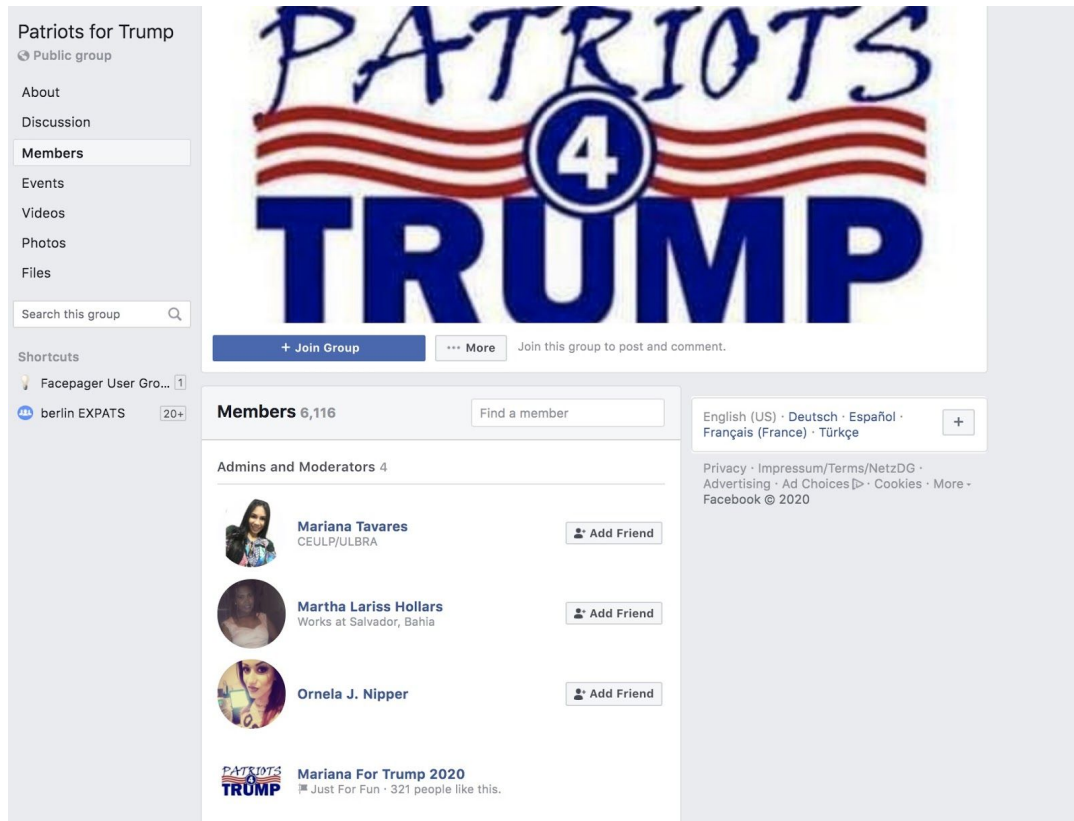 Patriots for Trump
Public group
About
Discussion
Members
Events
Videos
Photos
Files
Search this group
Shortcuts
Facepager User Gro... 1
berlin EXPATS 20+
PATRIOTS
4
TRUMP
+ Join Group
••• More
Join this group to post and comment.
Members 6,116
Find a member
Admins and Moderators 4
Mariana Tavares
CEULP/ULBRA
Add Friend
Martha Lariss Hollars
Works at Salvador, Bahia
Add Friend
Ornela J. Nipper
Add Friend
PATRIOTS
4
TRUMP
Mariana For Trump 2020
Just For Fun · 321 people like this.
English (US) · Deutsch · Español ·
Français (France) · Türkçe
+
Privacy · Impressum/Terms/NetzDG ·
Advertising · Ad Choices · Cookies · More
Facebook © 2020